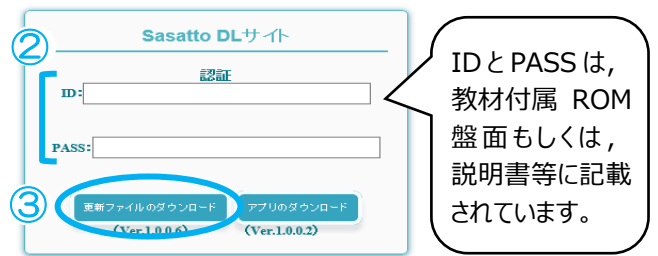 ②
Sasatto DLサイト
認証
ID:
PASS:
③
更新ファイルのダウンロード アプリのダウンロード
(Ver.1.0.0.6) (Ver.1.0.0.2)
IDとPASSは,
教材付属 ROM
盤面もしくは,
説明書等に記載
されています。